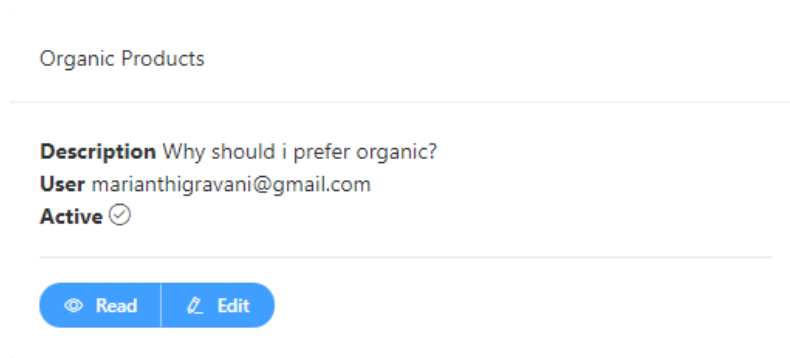 Organic Products
Description Why should i prefer organic?
User marianthigravani@gmail.com
Active
Read Edit